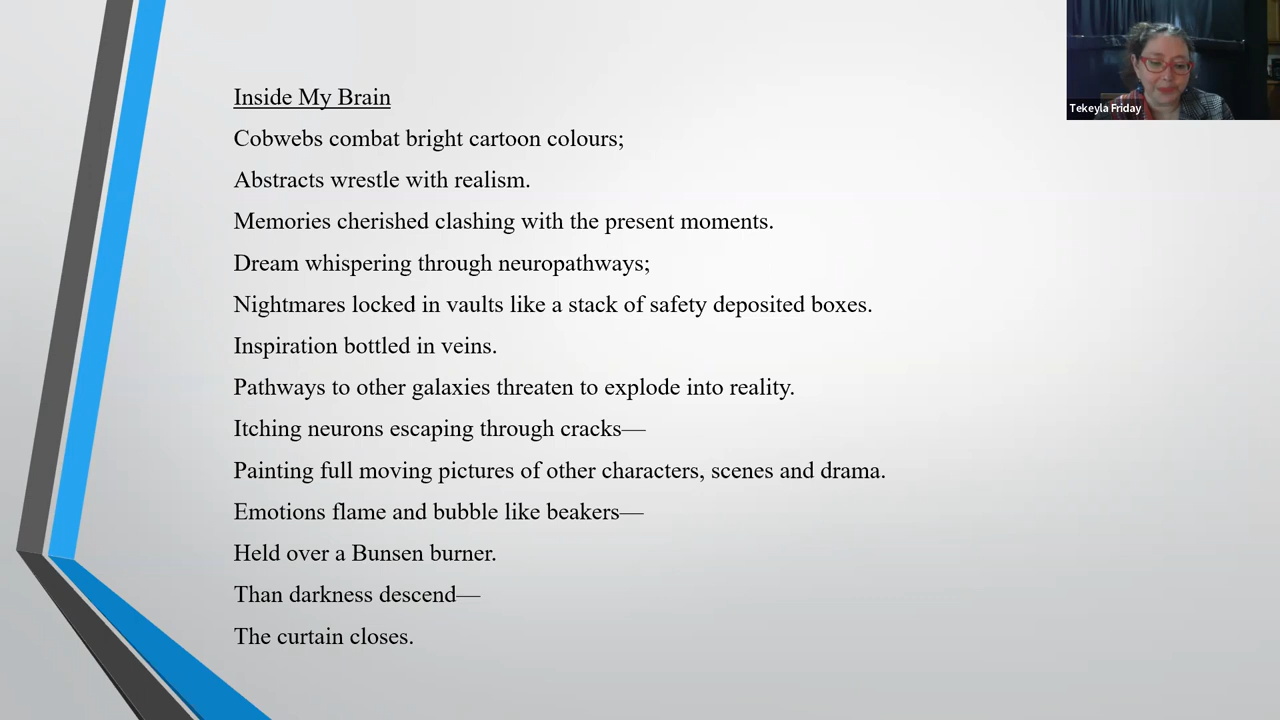 Inside My Brain
Cobwebs combat bright cartoon colours;
Abstracts wrestle with realism.
Memories cherished clashing with the present moments.
Dream whispering through neuropathways;
Nightmares locked in vaults like a stack of safety deposited boxes.
Inspiration bottled in veins.
Pathways to other galaxies threaten to explode into reality.
Itching neurons escaping through cracks—
Painting full moving pictures of other characters, scenes and drama.
Emotions flame and bubble like beakers—
Held over a Bunsen burner.
Than darkness descend—
The curtain closes.
Tekeyla Friday